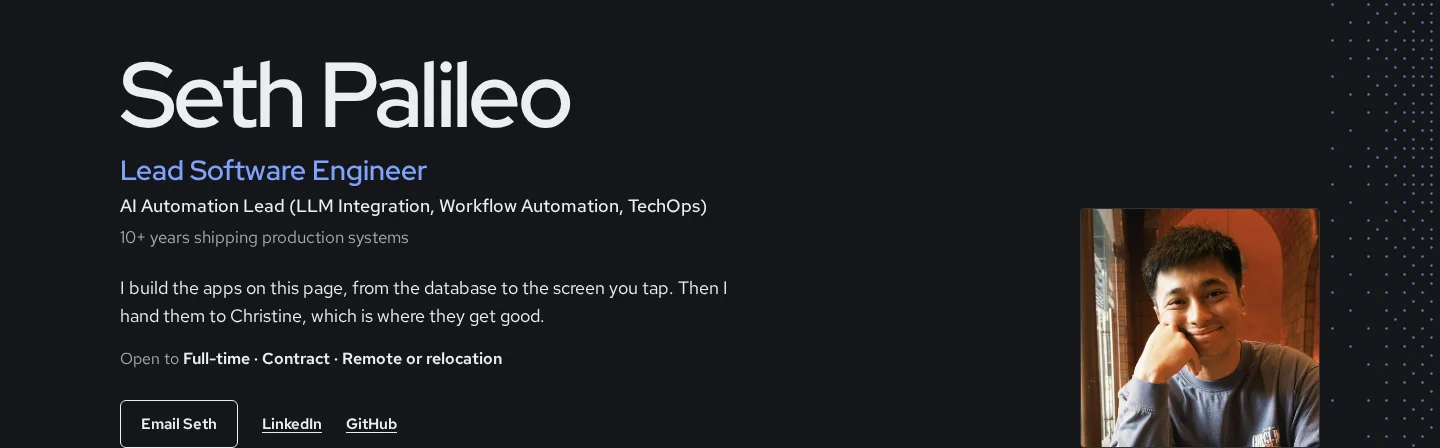 Seth Palileo
Lead Software Engineer
AI Automation Lead (LLM Integration, Workflow Automation, TechOps)
10+ years shipping production systems
I build the apps on this page, from the database to the screen you tap. Then I
hand them to Christine, which is where they get good.
Open to Full-time · Contract · Remote or relocation
Email Seth LinkedIn GitHub